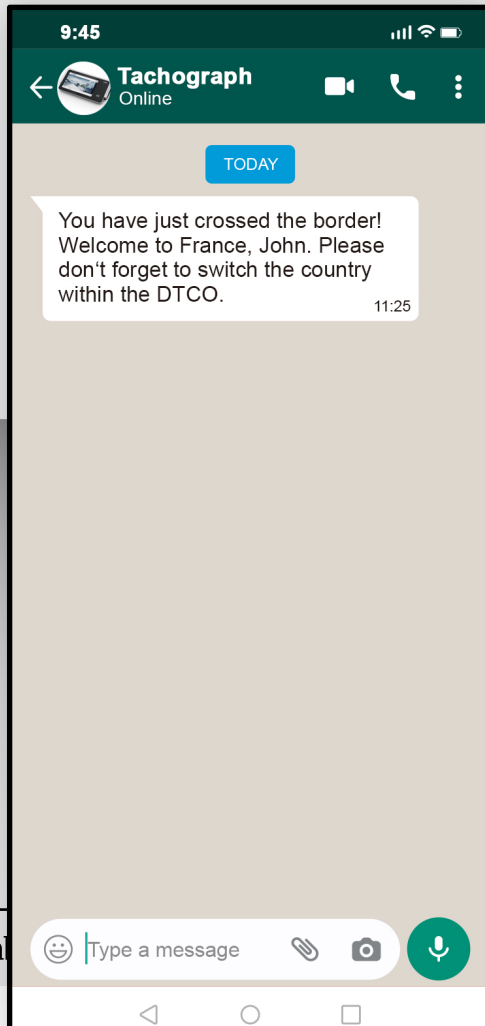 9:45
Tachograph
Online
TODAY
You have just crossed the border!
Welcome to France, John. Please
don‘t forget to switch the country
within the DTCO.
11:25
Type a message